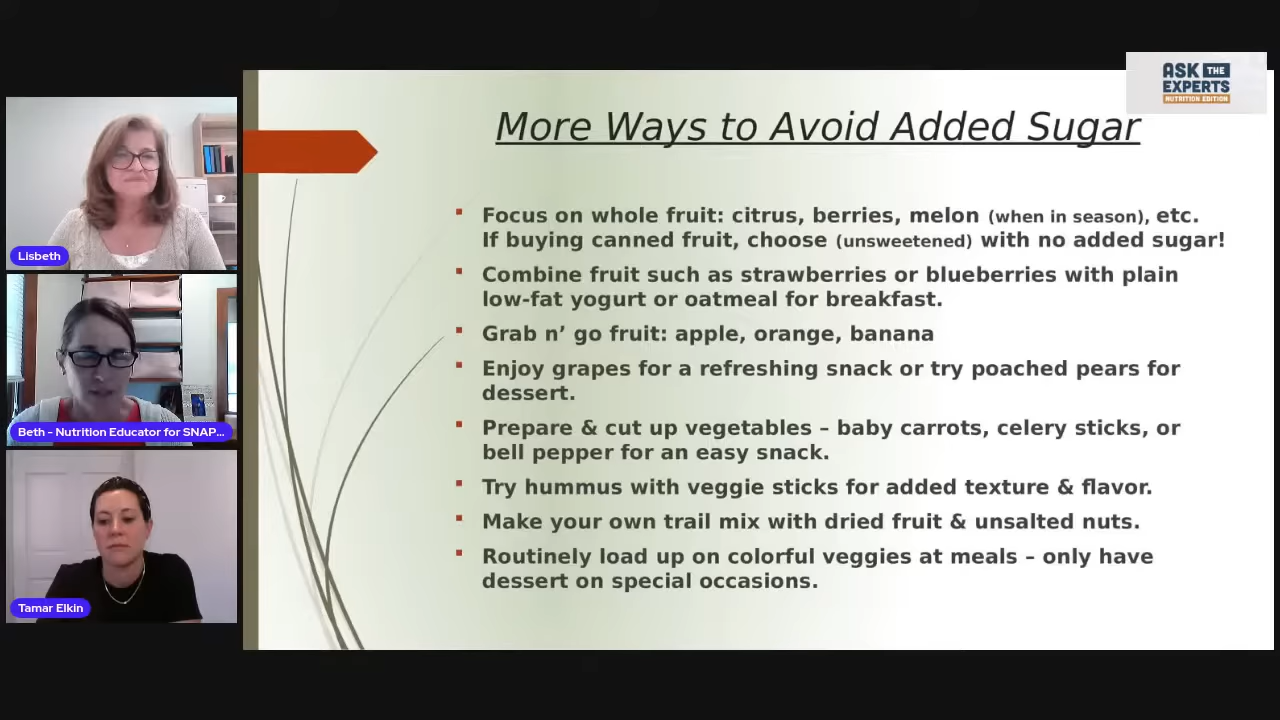 ASK THE
EXPERTS
NUTRITION EDITION
More Ways to Avoid Added Sugar
Focus on whole fruit: citrus, berries, melon (when in season), etc.
If buying canned fruit, choose (unsweetened) with no added sugar!
Combine fruit such as strawberries or blueberries with plain
low-fat yogurt or oatmeal for breakfast.
Grab n’ go fruit: apple, orange, banana
Enjoy grapes for a refreshing snack or try poached pears for
dessert.
Prepare & cut up vegetables – baby carrots, celery sticks, or
bell pepper for an easy snack.
Try hummus with veggie sticks for added texture & flavor.
Make your own trail mix with dried fruit & unsalted nuts.
Routinely load up on colorful veggies at meals – only have
dessert on special occasions.
Lisbeth
Beth - Nutrition Educator for SNAP...
Tamar Elkin